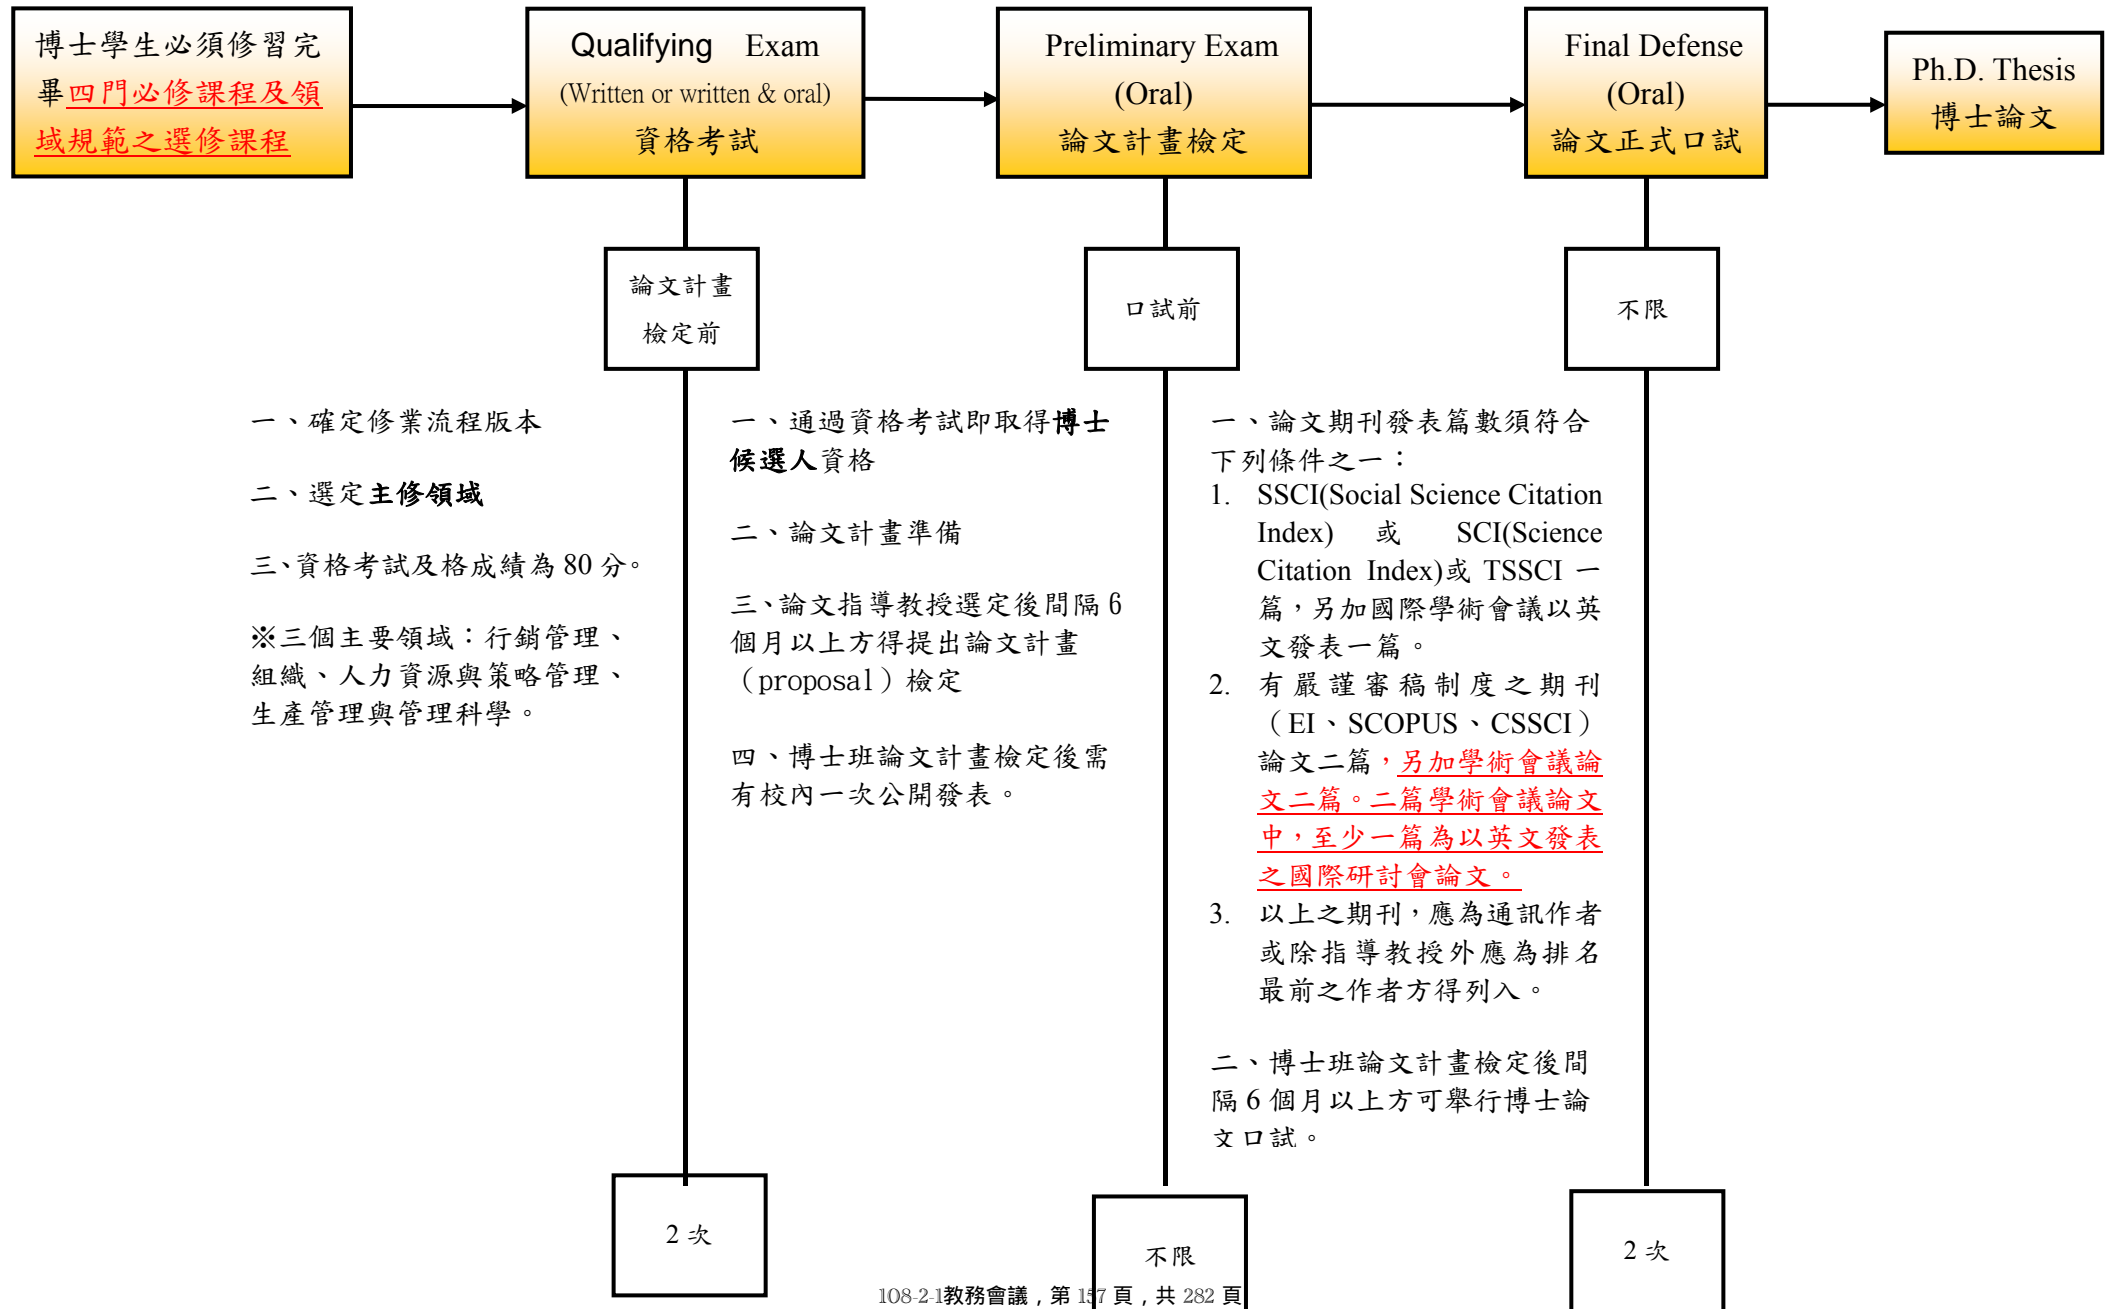 博士學生必須修習完
畢四門必修課程及領
域規範之選修課程
Qualifying Exam
(Written or written & oral)
資格考試
Preliminary Exam
(Oral)
論文計畫檢定
Final Defense
(Oral)
論文正式口試
Ph.D. Thesis
博士論文
論文計畫
檢定前
口試前
不限
一、確定修業流程版本
二、選定主修領域
三、資格考試及格成績為 80 分。
※三個主要領域：行銷管理、
組織、人力資源與策略管理、
生產管理與管理科學。
一、通過資格考試即取得博士
候選人資格
二、論文計畫準備
三、論文指導教授選定後間隔 6
個月以上方得提出論文計畫
（proposal）檢定
四、博士班論文計畫檢定後需
有校內一次公開發表。
一、論文期刊發表篇數須符合
下列條件之一：
1. SSCI(Social Science Citation
Index) 或 SCI(Science
Citation Index)或 TSSCI 一
篇，另加國際學術會議以英
文發表一篇。
2. 有嚴謹審稿制度之期刊
（EI、SCOPUS、CSSCI）
論文二篇，另加學術會議論
文二篇。二篇學術會議論文
中，至少一篇為以英文發表
之國際研討會論文。
3. 以上之期刊，應為通訊作者
或除指導教授外應為排名
最前之作者方得列入。
二、博士班論文計畫檢定後間
隔 6 個月以上方可舉行博士論
文口試。
2 次
不限
2 次
108-2-1教務會議，第 157 頁，共 282 頁